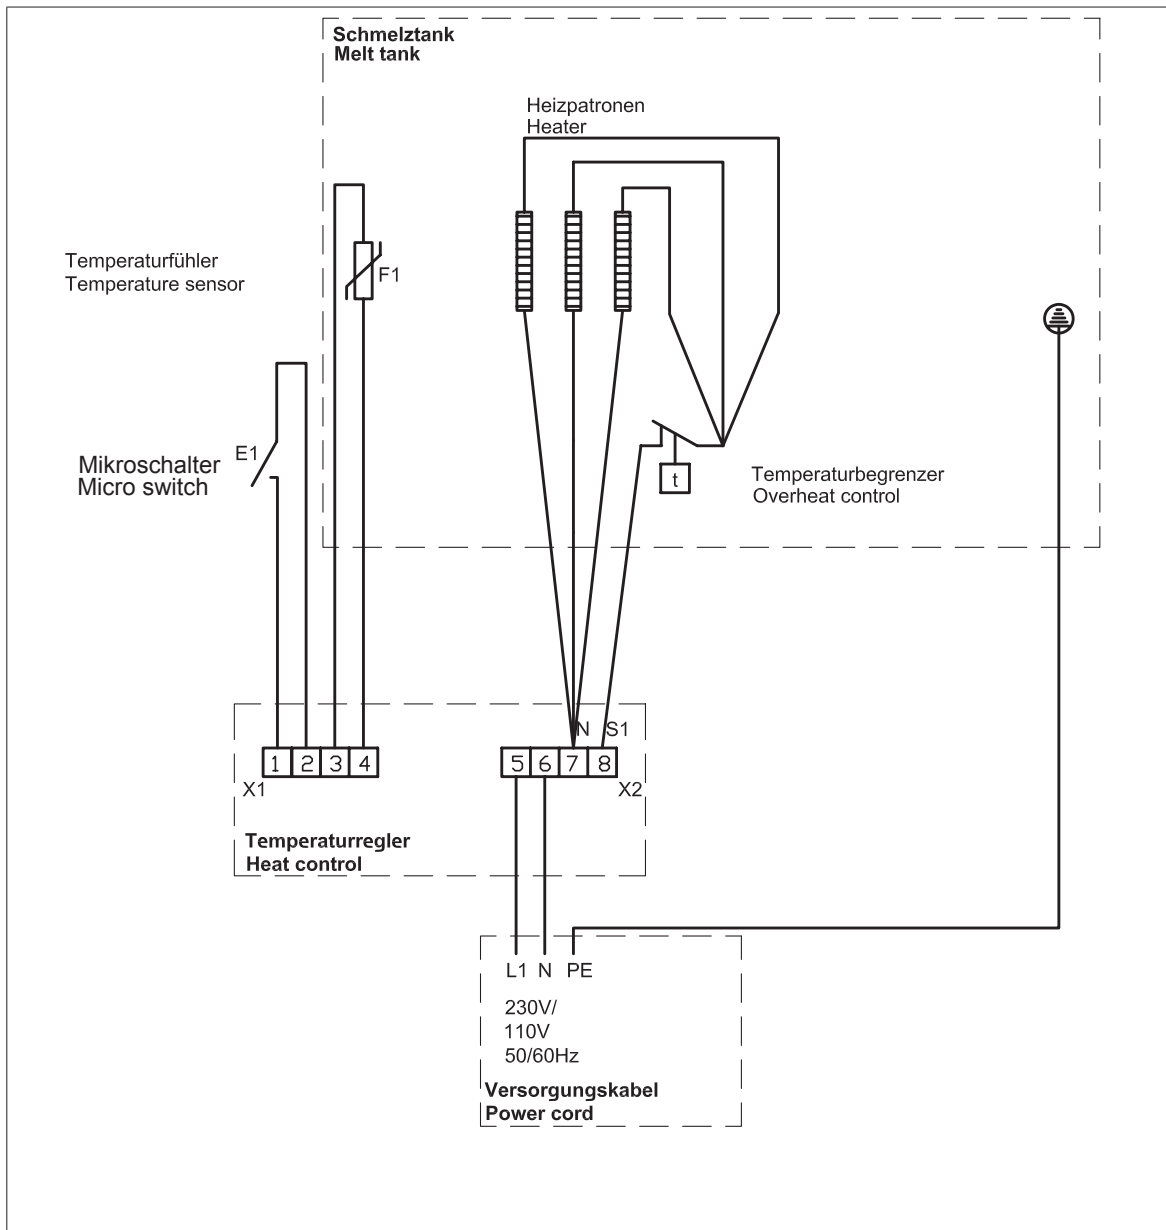 Schmelztank
Melt tank
Heizpatronen
Heater
Temperaturfühler
Temperature sensor
F1
E1
Mikroschalter
Micro switch
t
Temperaturbegrenzer
Overheat control
N S1
1 2 3 4
5 6 7 8
X1
X2
Temperaturregler
Heat control
L1 N PE
230V/
110V
50/60Hz
Versorgungskabel
Power cord